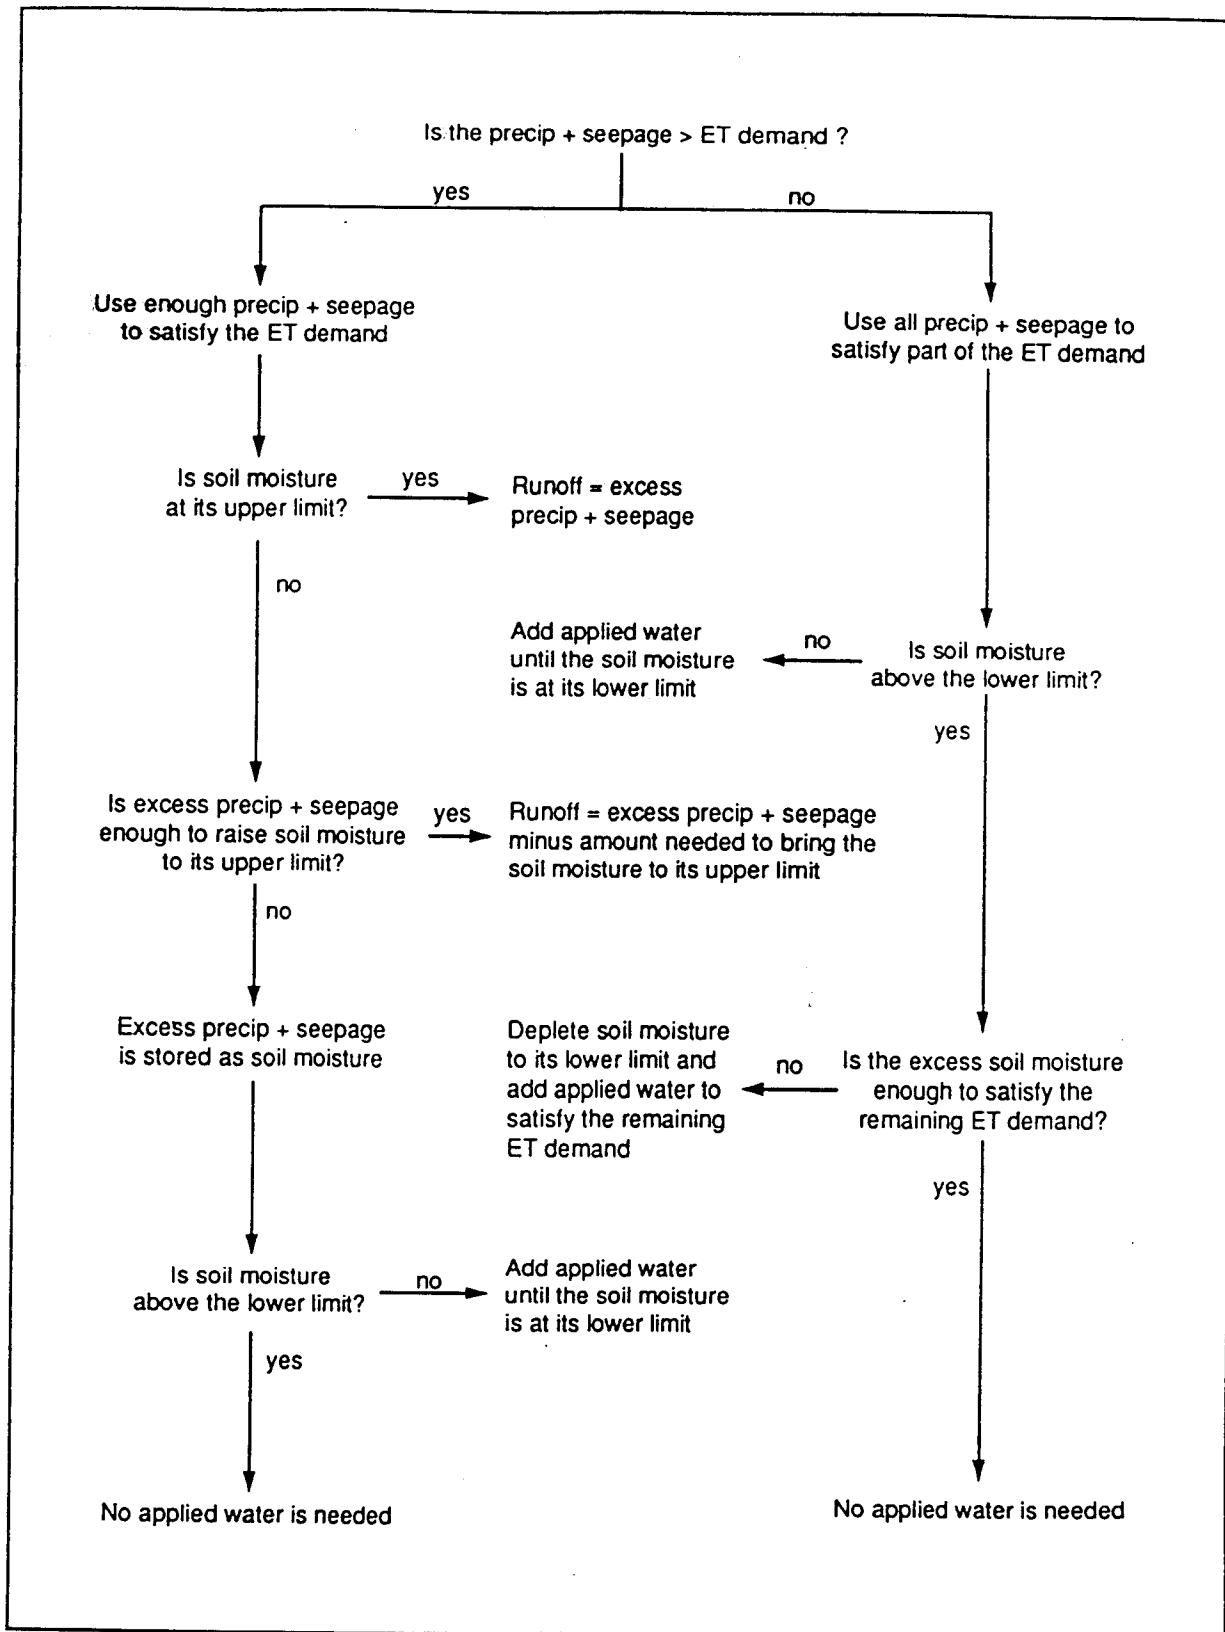 Is the precip + seepage > ET demand ?
yes
no
Use enough precip + seepage
to satisfy the ET demand
Use all precip + seepage to
satisfy part of the ET demand
Is soil moisture
at its upper limit?
yes
Runoff = excess
precip + seepage
no
Add applied water
until the soil moisture
is at its lower limit
no
Is soil moisture
above the lower limit?
yes
Is excess precip + seepage
enough to raise soil moisture
to its upper limit?
yes
Runoff = excess precip + seepage
minus amount needed to bring the
soil moisture to its upper limit
no
Excess precip + seepage
is stored as soil moisture
Deplete soil moisture
to its lower limit and
add applied water to
satisfy the remaining
ET demand
no
Is the excess soil moisture
enough to satisfy the
remaining ET demand?
yes
Is soil moisture
above the lower limit?
no
Add applied water
until the soil moisture
is at its lower limit
yes
No applied water is needed
No applied water is needed